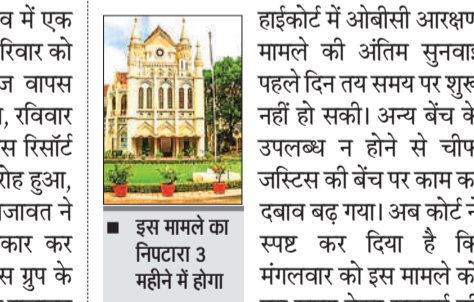 व में एक
रिवार को
ज वापस
, रविवार
स रिसॉर्ट
रोह हुआ,
जावत ने
कार कर
स ग्रुप के
■ इस मामले का
निपटारा 3
महीने में होगा
हाईकोर्ट में ओबीसी आरक्षण
मामले की अंतिम सुनवाई
पहले दिन तय समय पर शुरू
नहीं हो सकी। अन्य बेंच के
उपलब्ध न होने से चीफ
जस्टिस की बेंच पर काम का
दबाव बढ़ गया। अब कोर्ट ने
स्पष्ट कर दिया है कि
मंगलवार को इस मामले को